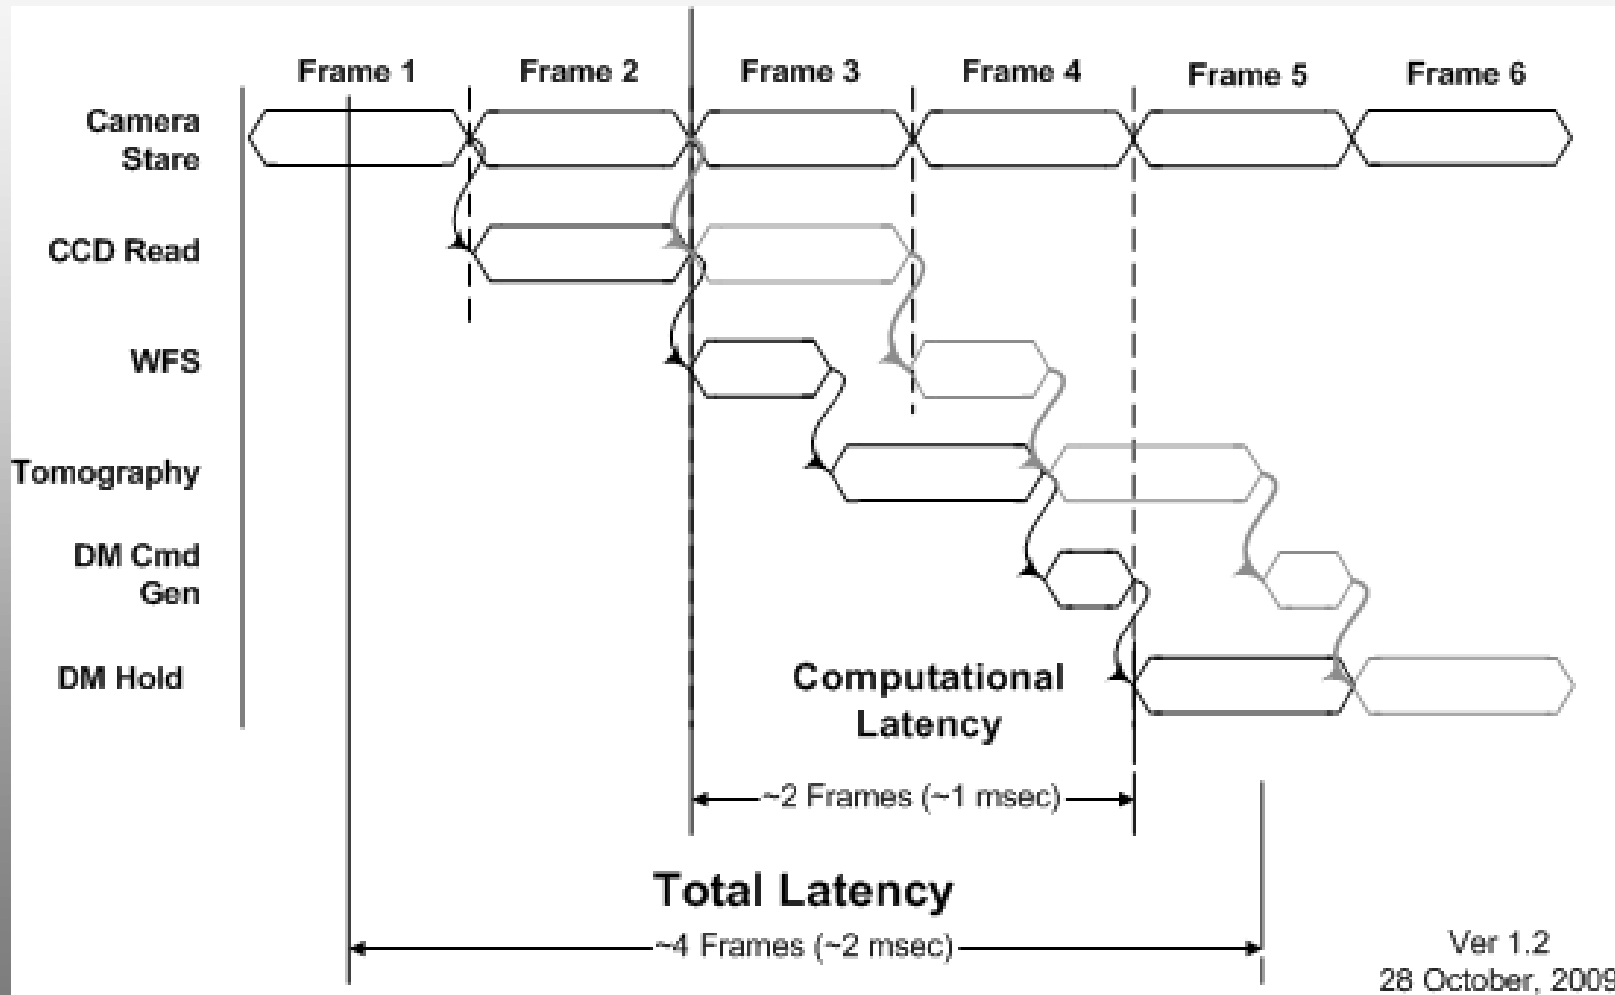 Frame 1
Frame 2
Frame 3
Frame 4
Frame 5
Frame 6
Camera
Stare
CCD Read
WFS
Tomography
DM Cmd
Gen
DM Hold
Computational
Latency
~2 Frames (~1 msec)
Total Latency
~4 Frames (~2 msec)
Ver 1.2
28 October, 2009